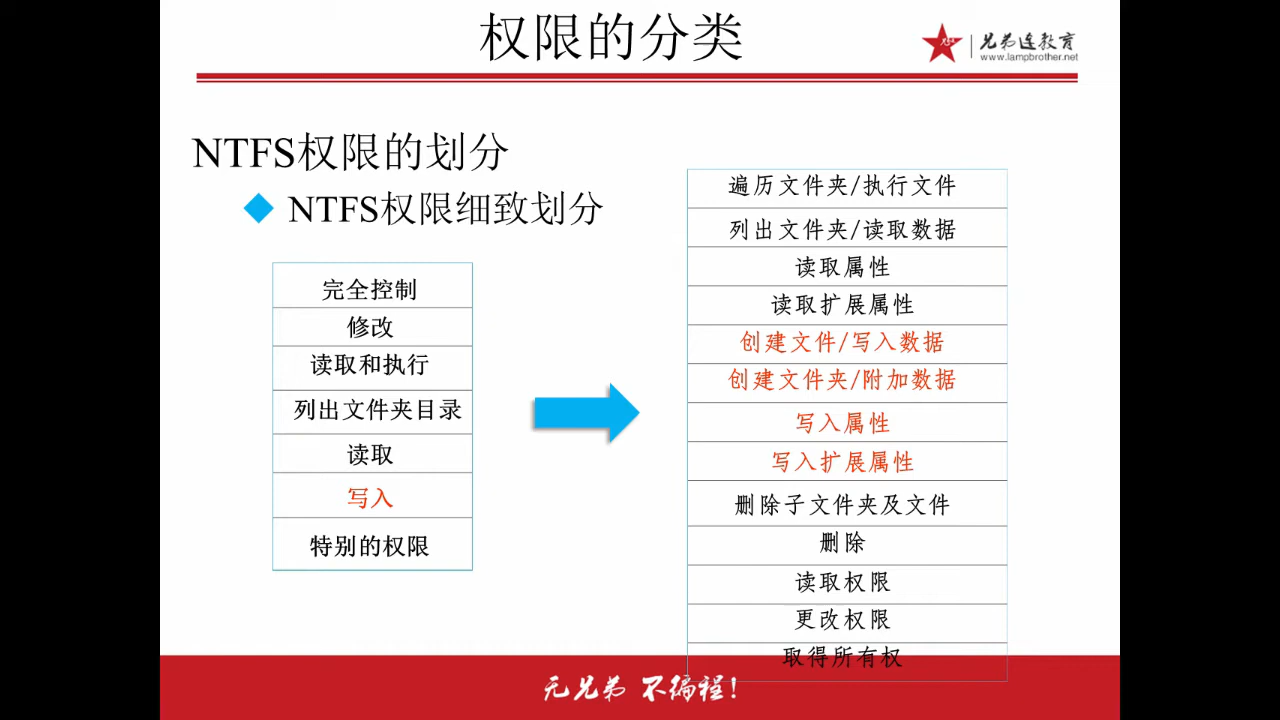 权限的分类
兄弟连教育
www.lampbrother.net
NTFS权限的划分
NTFS权限细致划分
完全控制
修改
读取和执行
列出文件夹目录
读取
写入
特别的权限
遍历文件夹/执行文件
列出文件夹/读取数据
读取属性
读取扩展属性
创建文件/写入数据
创建文件夹/附加数据
写入属性
写入扩展属性
删除子文件夹及文件
删除
读取权限
更改权限
取得所有权
无兄弟 不编程!